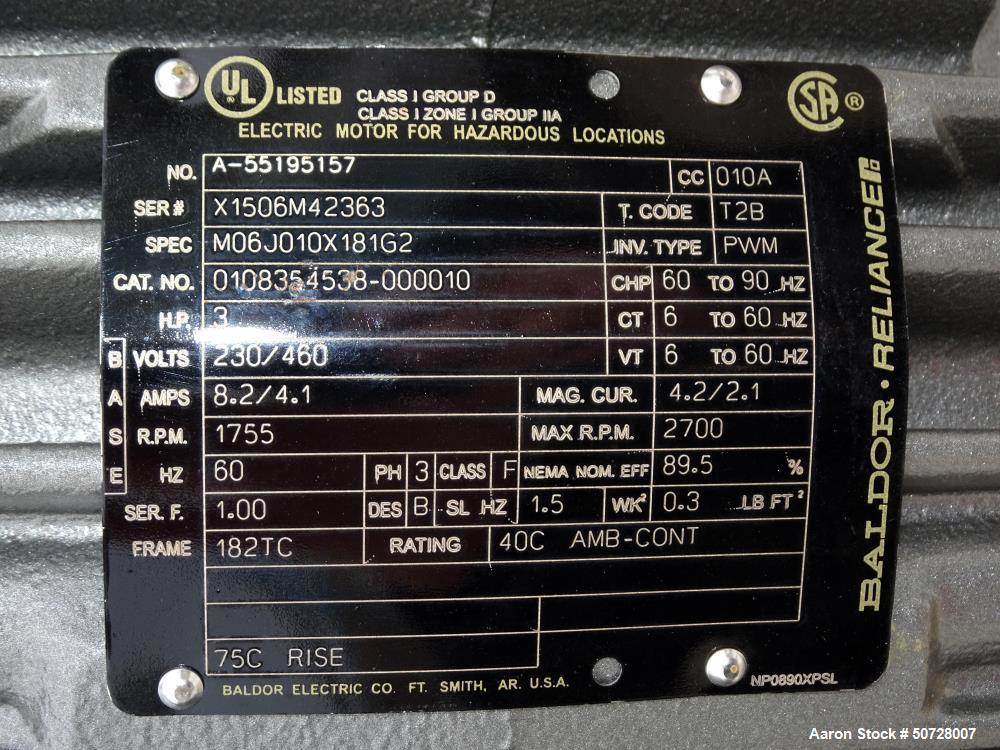 UL LISTED CLASS I GROUP D
CLASS I ZONE I GROUP IIA
ELECTRIC MOTOR FOR HAZARDOUS LOCATIONS
SA ®
NO. A-55195157 CC 010A
SER # X1506M42363 T. CODE T2B
SPEC M06J010X181G2 INV. TYPE PWM
CAT. NO. 0108354538-000010 CHP 60 TO 90 HZ
H.P. 3 CT 6 TO 60 HZ
VOLTS 230/460 VT 6 TO 60 HZ
AMPS 8.2/4.1 MAG. CUR. 4.2/2.1
R.P.M. 1755 MAX R.P.M. 2700
HZ 60 PH 3 CLASS F NEMA NOM. EFF 89.5 %
BASE
SER. F. 1.00 DES B SL HZ 1.5 WK² 0.3 LB FT²
FRAME 182TC RATING 40C AMB-CONT
75C RISE
BALDOR ELECTRIC CO. FT. SMITH, AR. U.S.A.
NP0890XPSL
BALDOR · RELIANCE
Aaron Stock # 50728007